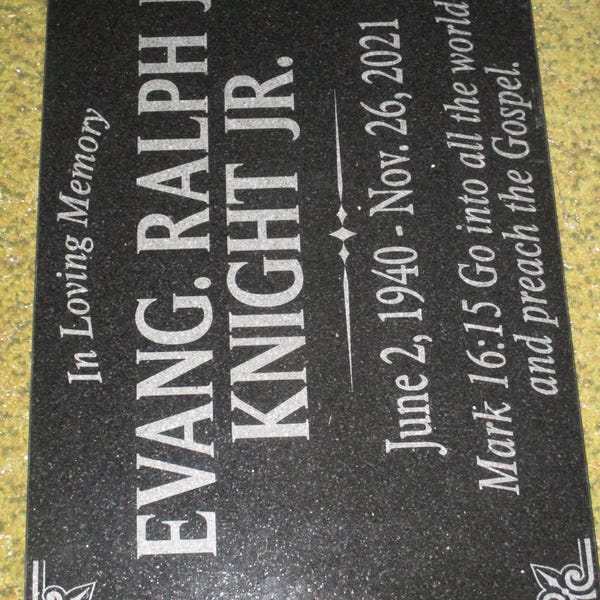 In Loving Memory
EVANG. RALPH J
KNIGHT JR.
June 2, 1940 - Nov. 26, 2021
Mark 16:15 Go into all the world
and preach the Gospel.